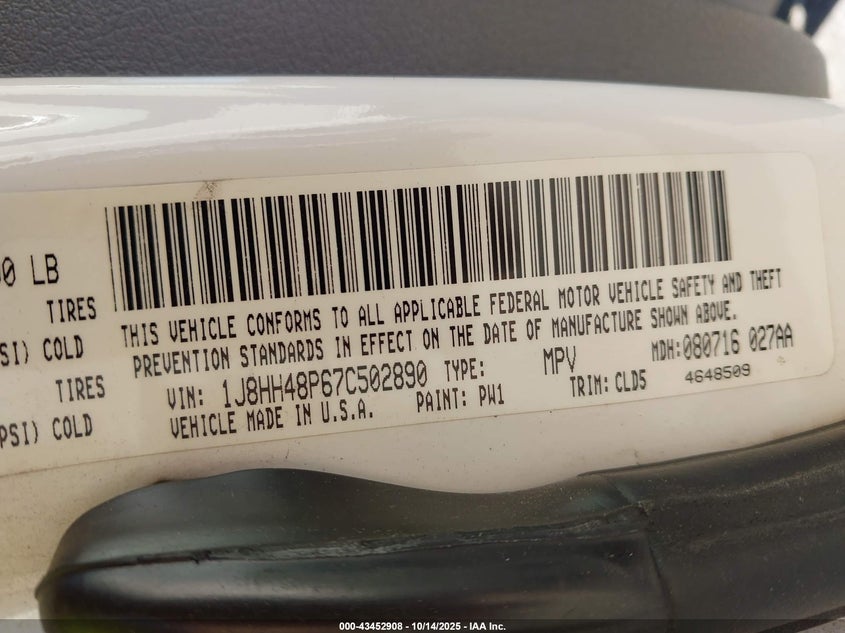 00 LB
TIRES
SI) COLD
TIRES
PSI) COLD
THIS VEHICLE CONFORMS TO ALL APPLICABLE FEDERAL MOTOR VEHICLE SAFETY AND THEFT
PREVENTION STANDARDS IN EFFECT ON THE DATE OF MANUFACTURE SHOWN ABOVE.
VIN: 1J8HH48P67C502890 TYPE: MPV MDH:080716 027AA
VEHICLE MADE IN U.S.A. PAINT: PW1 TRIM: CLD5 4648509
000-43452908 - 10/14/2025 - IAA Inc.